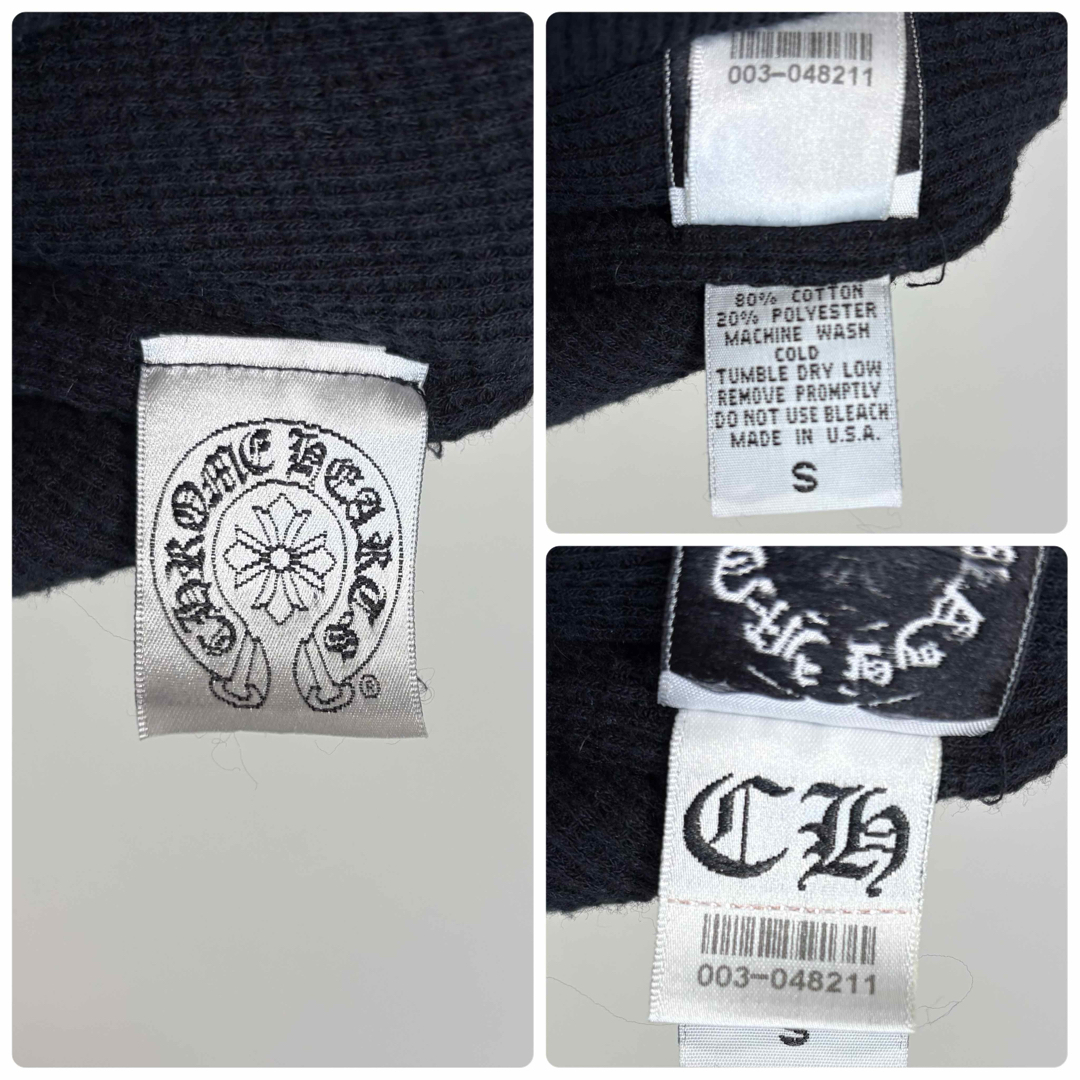 CHROME HEARTS
®
003-048211
80% COTTON
20% POLYESTER
MACHINE WASH
COLD
TUMBLE DRY LOW
REMOVE PROMPTLY
DO NOT USE BLEACH
MADE IN U.S.A.
S
CH
003-048211
S